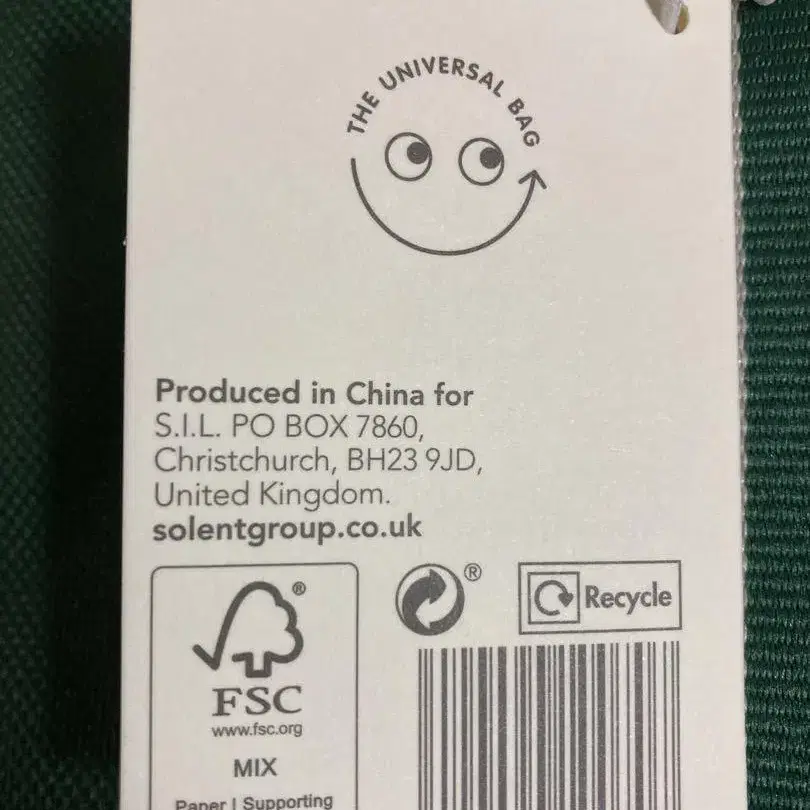 THE UNIVERSAL BAG
Produced in China for
S.I.L. PO BOX 7860,
Christchurch, BH23 9JD,
United Kingdom.
solentgroup.co.uk
®
FSC
www.fsc.org
MIX
Paper | Supporting
®
Recycle